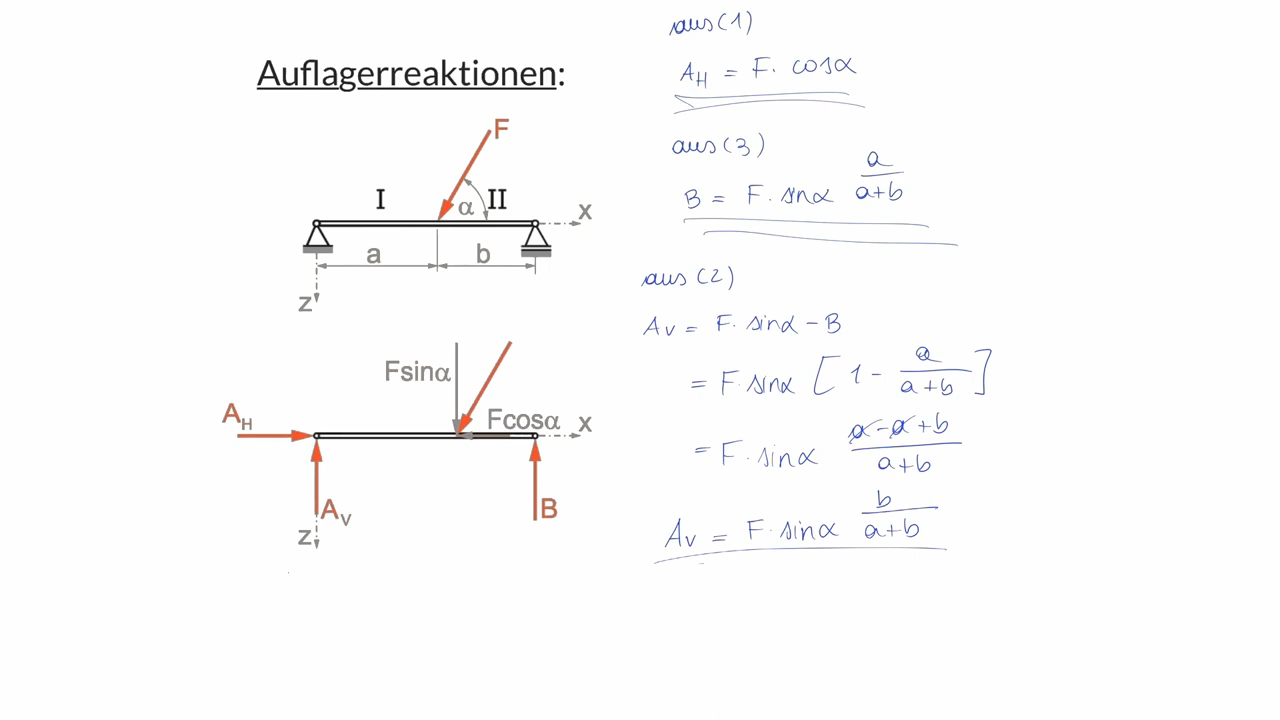 Auflagerreaktionen:
F
I
α
II
x
a
b
z
Fsinα
A_H
Fcosα
x
A_V
B
z
aus (1)
A_H = F · cosα
aus (3)
B = F · sinα a/(a+b)
aus (2)
A_V = F · sinα − B
= F · sinα [1 − a/(a+b)]
= F · sinα (a−a+b)/(a+b)
A_V = F · sinα b/(a+b)